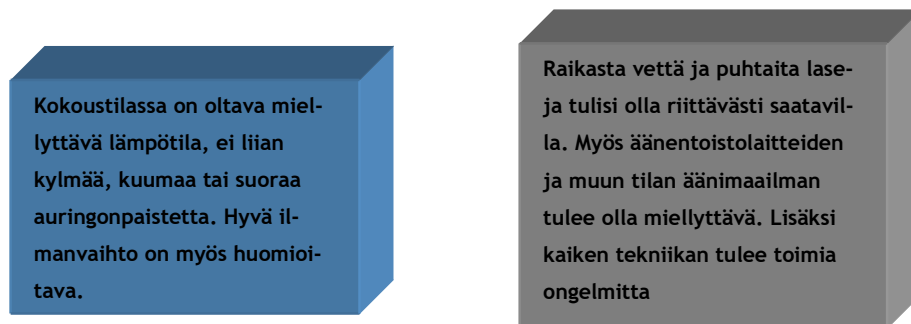 Kokoustilassa on oltava miel-
lyttävä lämpötila, ei liian
kylmää, kuumaa tai suoraa
auringonpaistetta. Hyvä il-
manvaihto on myös huomioi-
tava.
Raikasta vettä ja puhtaita lase-
ja tulisi olla riittävästi saatavil-
la. Myös äänentoistolaitteiden
ja muun tilan äänimaailman
tulee olla miellyttävä. Lisäksi
kaiken tekniikan tulee toimia
ongelmitta